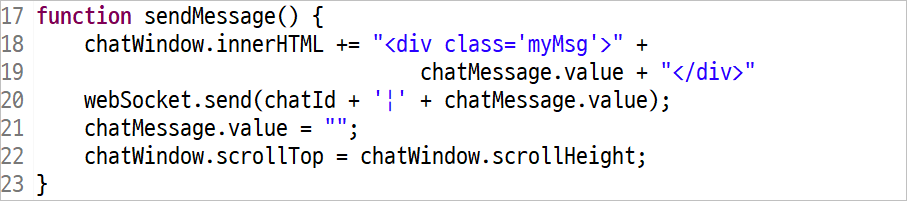 17 function sendMessage() {
18     chatWindow.innerHTML += "<div class='myMsg'>" +
19                                 chatMessage.value + "</div>"
20     webSocket.send(chatId + '¦' + chatMessage.value);
21     chatMessage.value = "";
22     chatWindow.scrollTop = chatWindow.scrollHeight;
23 }